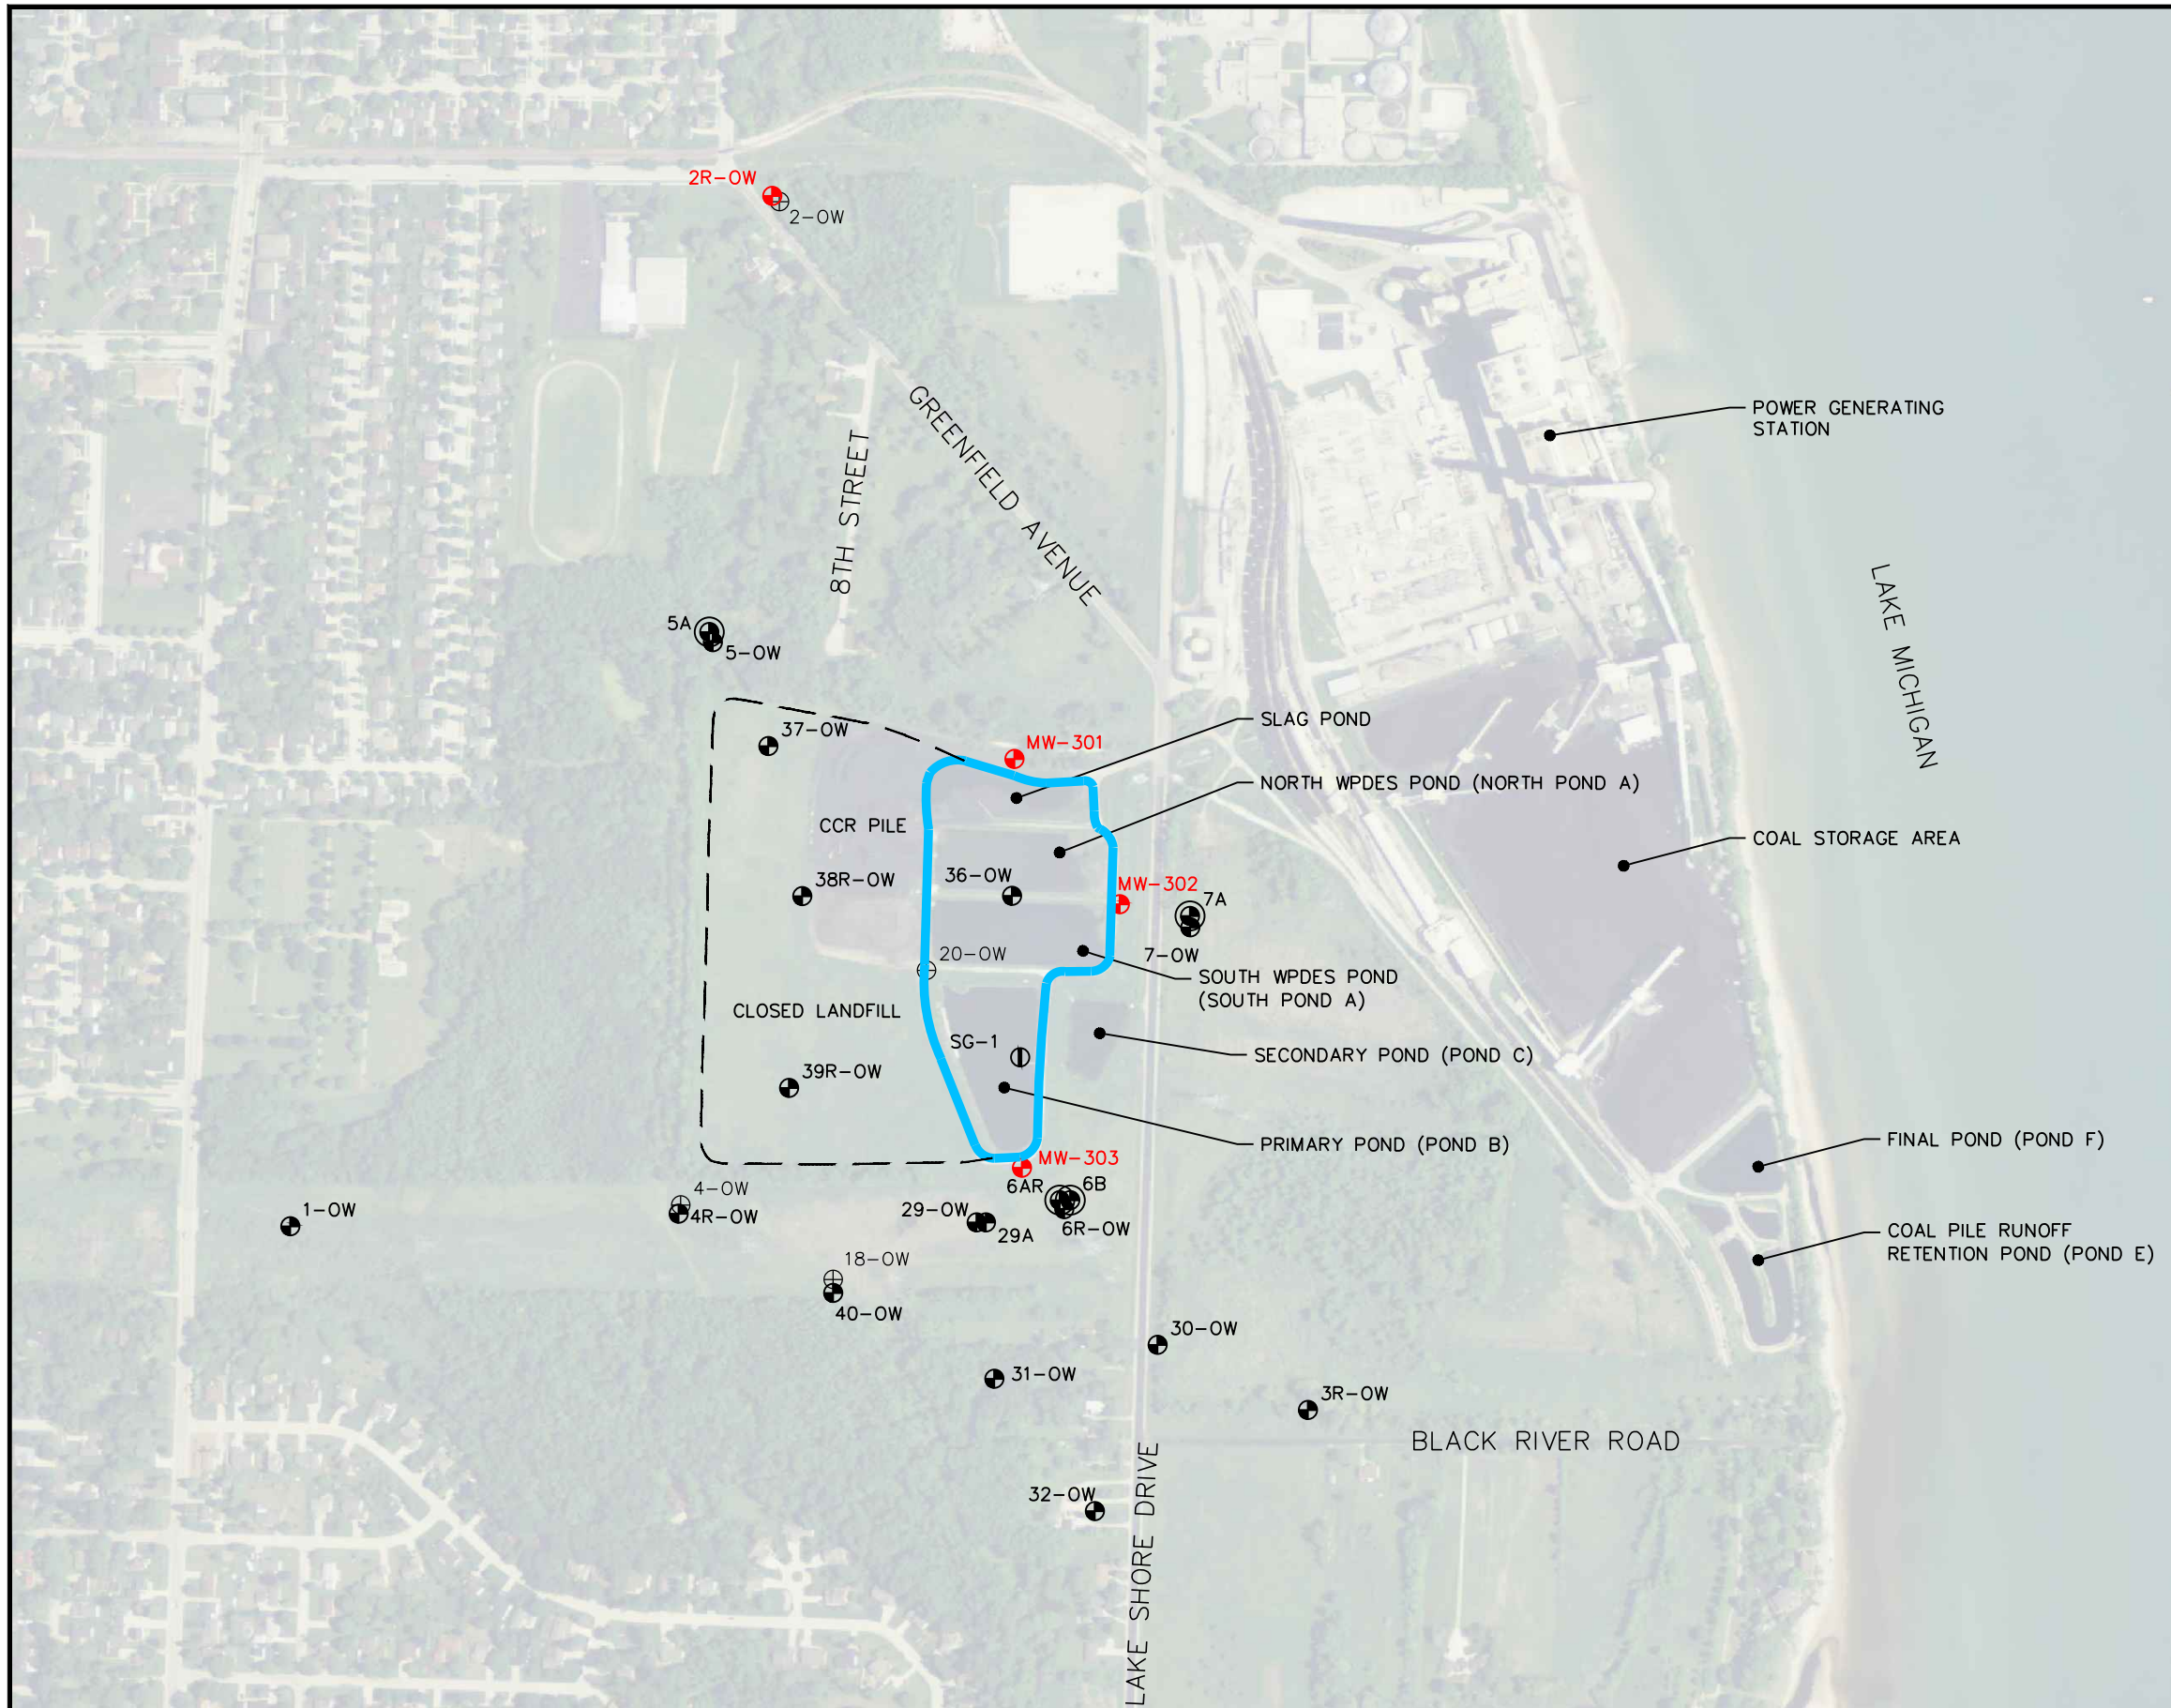 2R-OW
2-OW
GREENFIELD AVENUE
8TH STREET
POWER GENERATING
STATION
LAKE MICHIGAN
5A
5-OW
37-OW
MW-301
SLAG POND
NORTH WPDES POND (NORTH POND A)
CCR PILE
COAL STORAGE AREA
38R-OW
36-OW
MW-302
7A
7-OW
20-OW
SOUTH WPDES POND
(SOUTH POND A)
CLOSED LANDFILL
SG-1
SECONDARY POND (POND C)
39R-OW
PRIMARY POND (POND B)
FINAL POND (POND F)
MW-303
6AR
6B
6R-OW
4-OW
4R-OW
1-OW
29-OW
29A
COAL PILE RUNOFF
RETENTION POND (POND E)
18-OW
40-OW
30-OW
31-OW
3R-OW
BLACK RIVER ROAD
32-OW
LAKE SHORE DRIVE